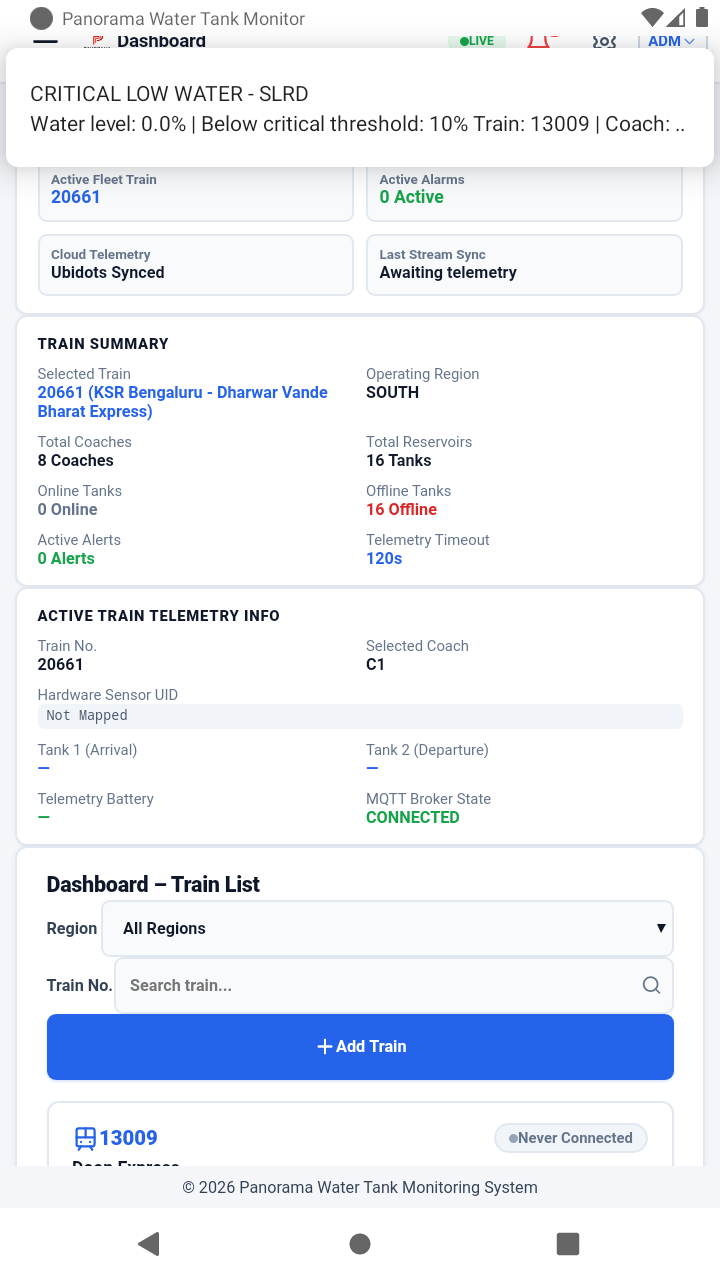 Panorama Water Tank Monitor
Dashboard
LIVE
ADM
CRITICAL LOW WATER - SLRD
Water level: 0.0% | Below critical threshold: 10% Train: 13009 | Coach: ..
Active Fleet Train
20661
Active Alarms
0 Active
Cloud Telemetry
Ubidots Synced
Last Stream Sync
Awaiting telemetry
TRAIN SUMMARY
Selected Train
20661 (KSR Bengaluru - Dharwar Vande
Bharat Express)
Operating Region
SOUTH
Total Coaches
8 Coaches
Total Reservoirs
16 Tanks
Online Tanks
0 Online
Offline Tanks
16 Offline
Active Alerts
0 Alerts
Telemetry Timeout
120s
ACTIVE TRAIN TELEMETRY INFO
Train No.
20661
Selected Coach
C1
Hardware Sensor UID
Not Mapped
Tank 1 (Arrival)
—
Tank 2 (Departure)
—
Telemetry Battery
—
MQTT Broker State
CONNECTED
Dashboard – Train List
Region
All Regions
Train No.
Search train...
Add Train
13009
Never Connected
Doon Express
© 2026 Panorama Water Tank Monitoring System